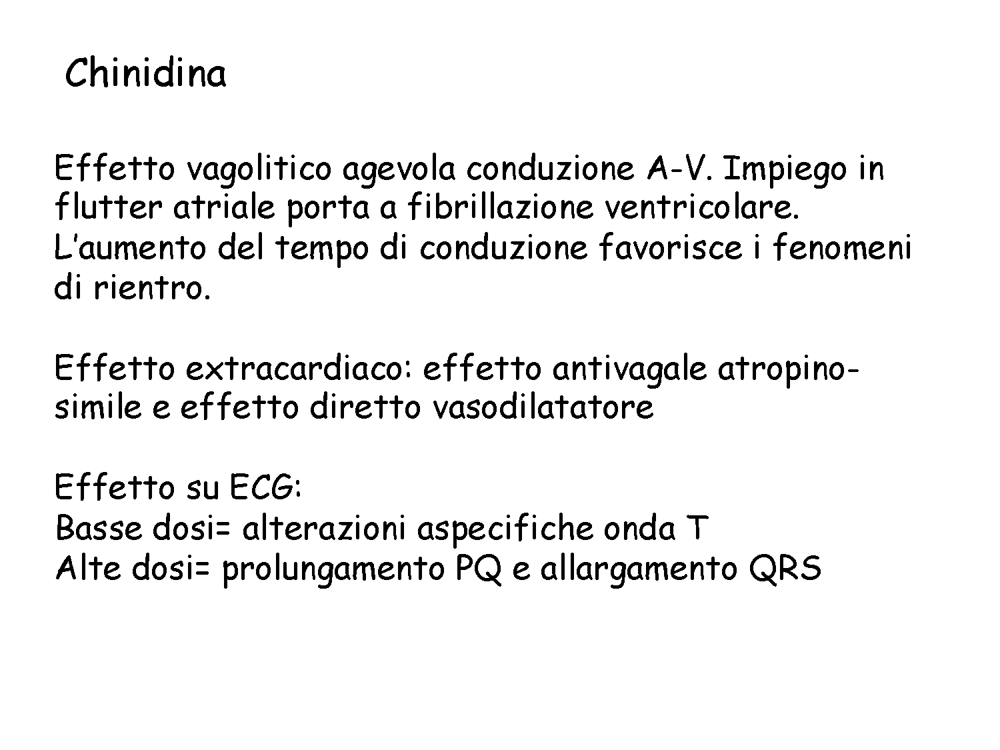 Chinidina
Effetto vagolitico agevola conduzione A-V. Impiego in
flutter atriale porta a fibrillazione ventricolare.
L’aumento del tempo di conduzione favorisce i fenomeni
di rientro.
Effetto extracardiaco: effetto antivagale atropino-
simile e effetto diretto vasodilatatore
Effetto su ECG:
Basse dosi= alterazioni aspecifiche onda T
Alte dosi= prolungamento PQ e allargamento QRS